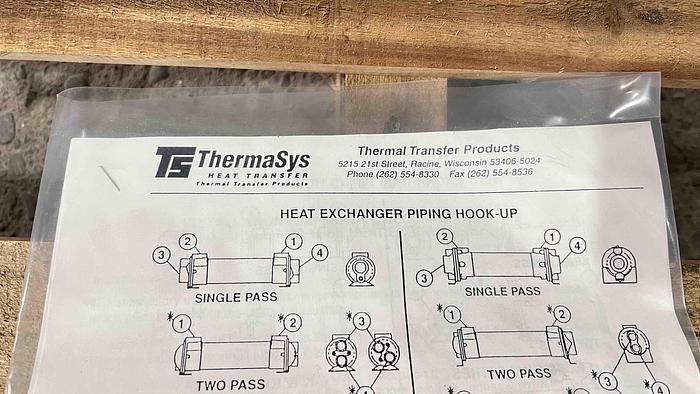 TS ThermaSys
HEAT TRANSFER
Thermal Transfer Products
Thermal Transfer Products
5215 21st Street, Racine, Wisconsin 53406-5024
Phone (262) 554-8330 Fax (262) 554-8536
HEAT EXCHANGER PIPING HOOK-UP
2 1
3 4
SINGLE PASS
2 1
3 4
SINGLE PASS
*1 *2 *3
TWO PASS
*4
*1 *2
TWO PASS
*3 *4